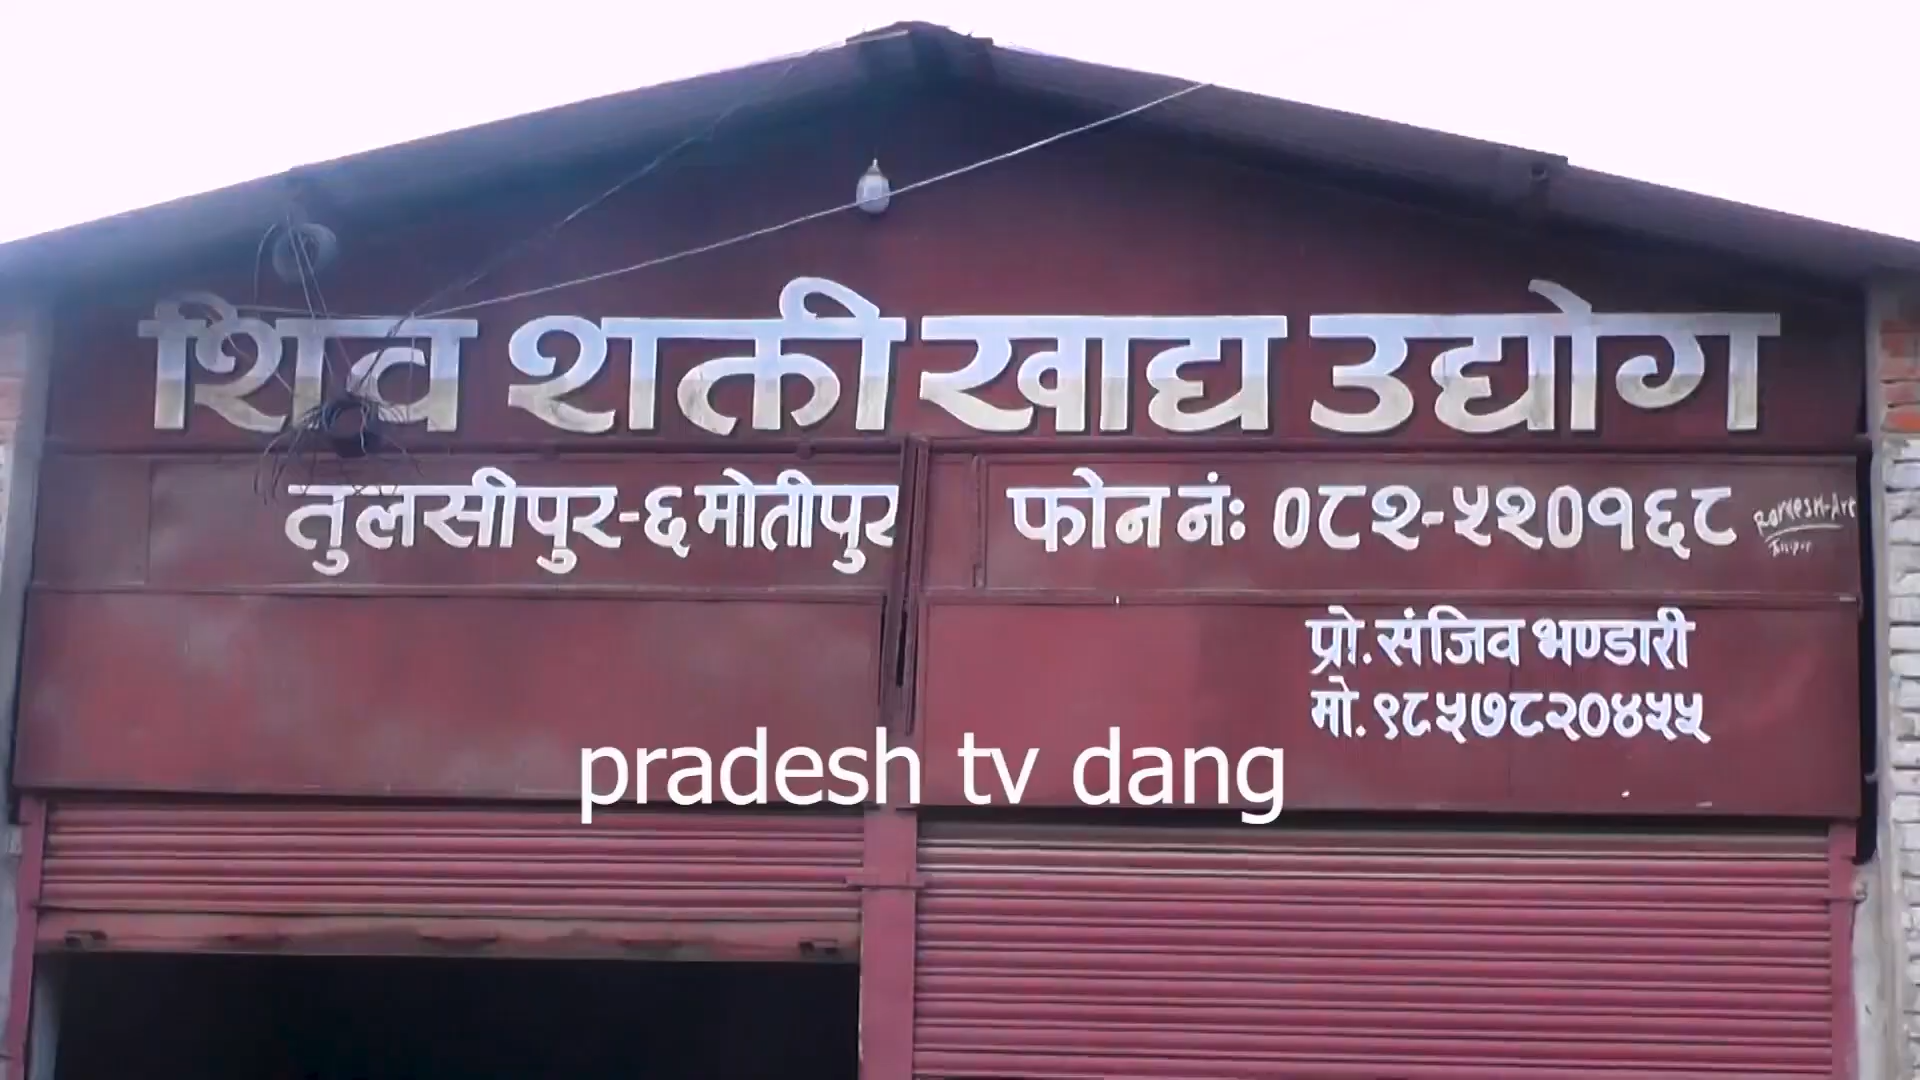 शिव शक्ती खाद्य उद्योग
तुलसीपुर-६ मोतीपुर
फोन नंः ०८२-५२०१६८
प्रो. संजिव भण्डारी
मो. ९८५७८२०४५५
pradesh tv dang